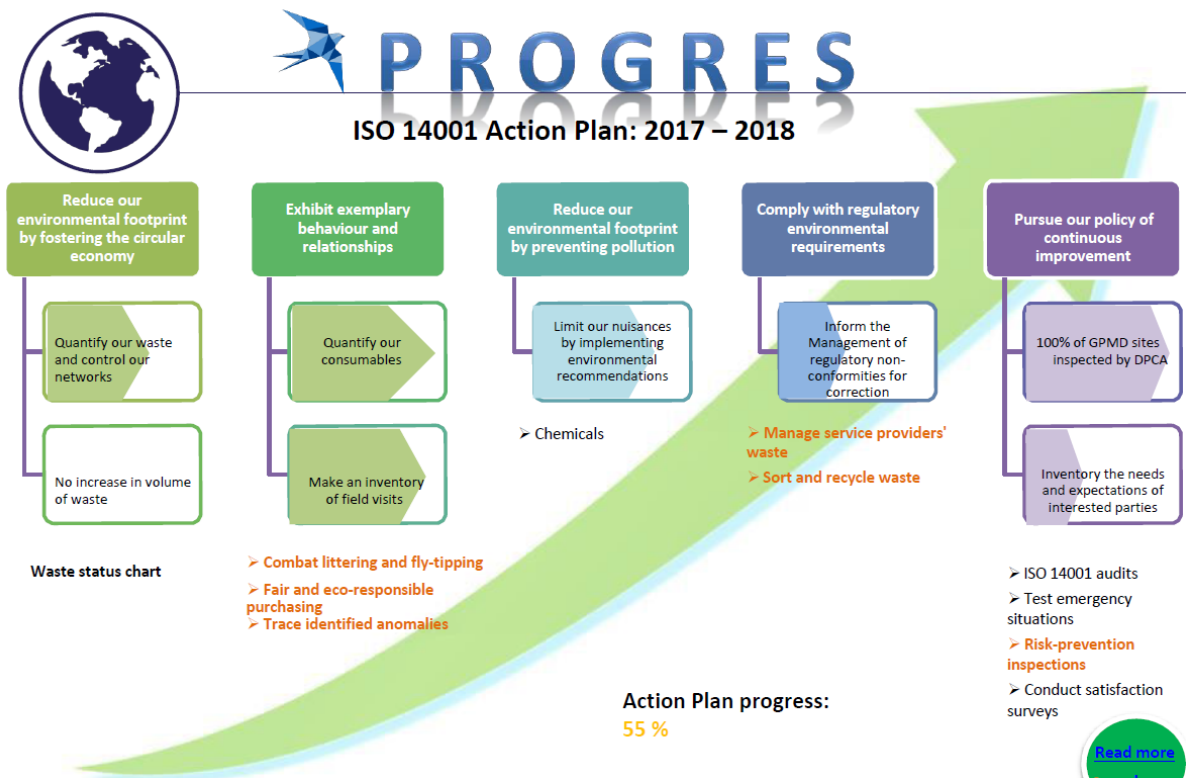 PROGRES
ISO 14001 Action Plan: 2017 – 2018
Reduce our
environmental footprint
by fostering the circular
economy
Quantify our waste
and control our
networks
No increase in volume
of waste
Waste status chart
Exhibit exemplary
behaviour and
relationships
Quantify our
consumables
Make an inventory
of field visits
➢ Combat littering and fly-tipping
➢ Fair and eco-responsible
purchasing
➢ Trace identified anomalies
Reduce our
environmental footprint
by preventing pollution
Limit our nuisances
by implementing
environmental
recommendations
➢ Chemicals
Comply with regulatory
environmental
requirements
Inform the
Management of
regulatory non-
conformities for
correction
➢ Manage service providers'
waste
➢ Sort and recycle waste
Pursue our policy of
continuous
improvement
100% of GPMD sites
inspected by DPCA
Inventory the needs
and expectations of
interested parties
➢ ISO 14001 audits
➢ Test emergency
situations
➢ Risk-prevention
inspections
➢ Conduct satisfaction
surveys
Action Plan progress:
55 %
Read more